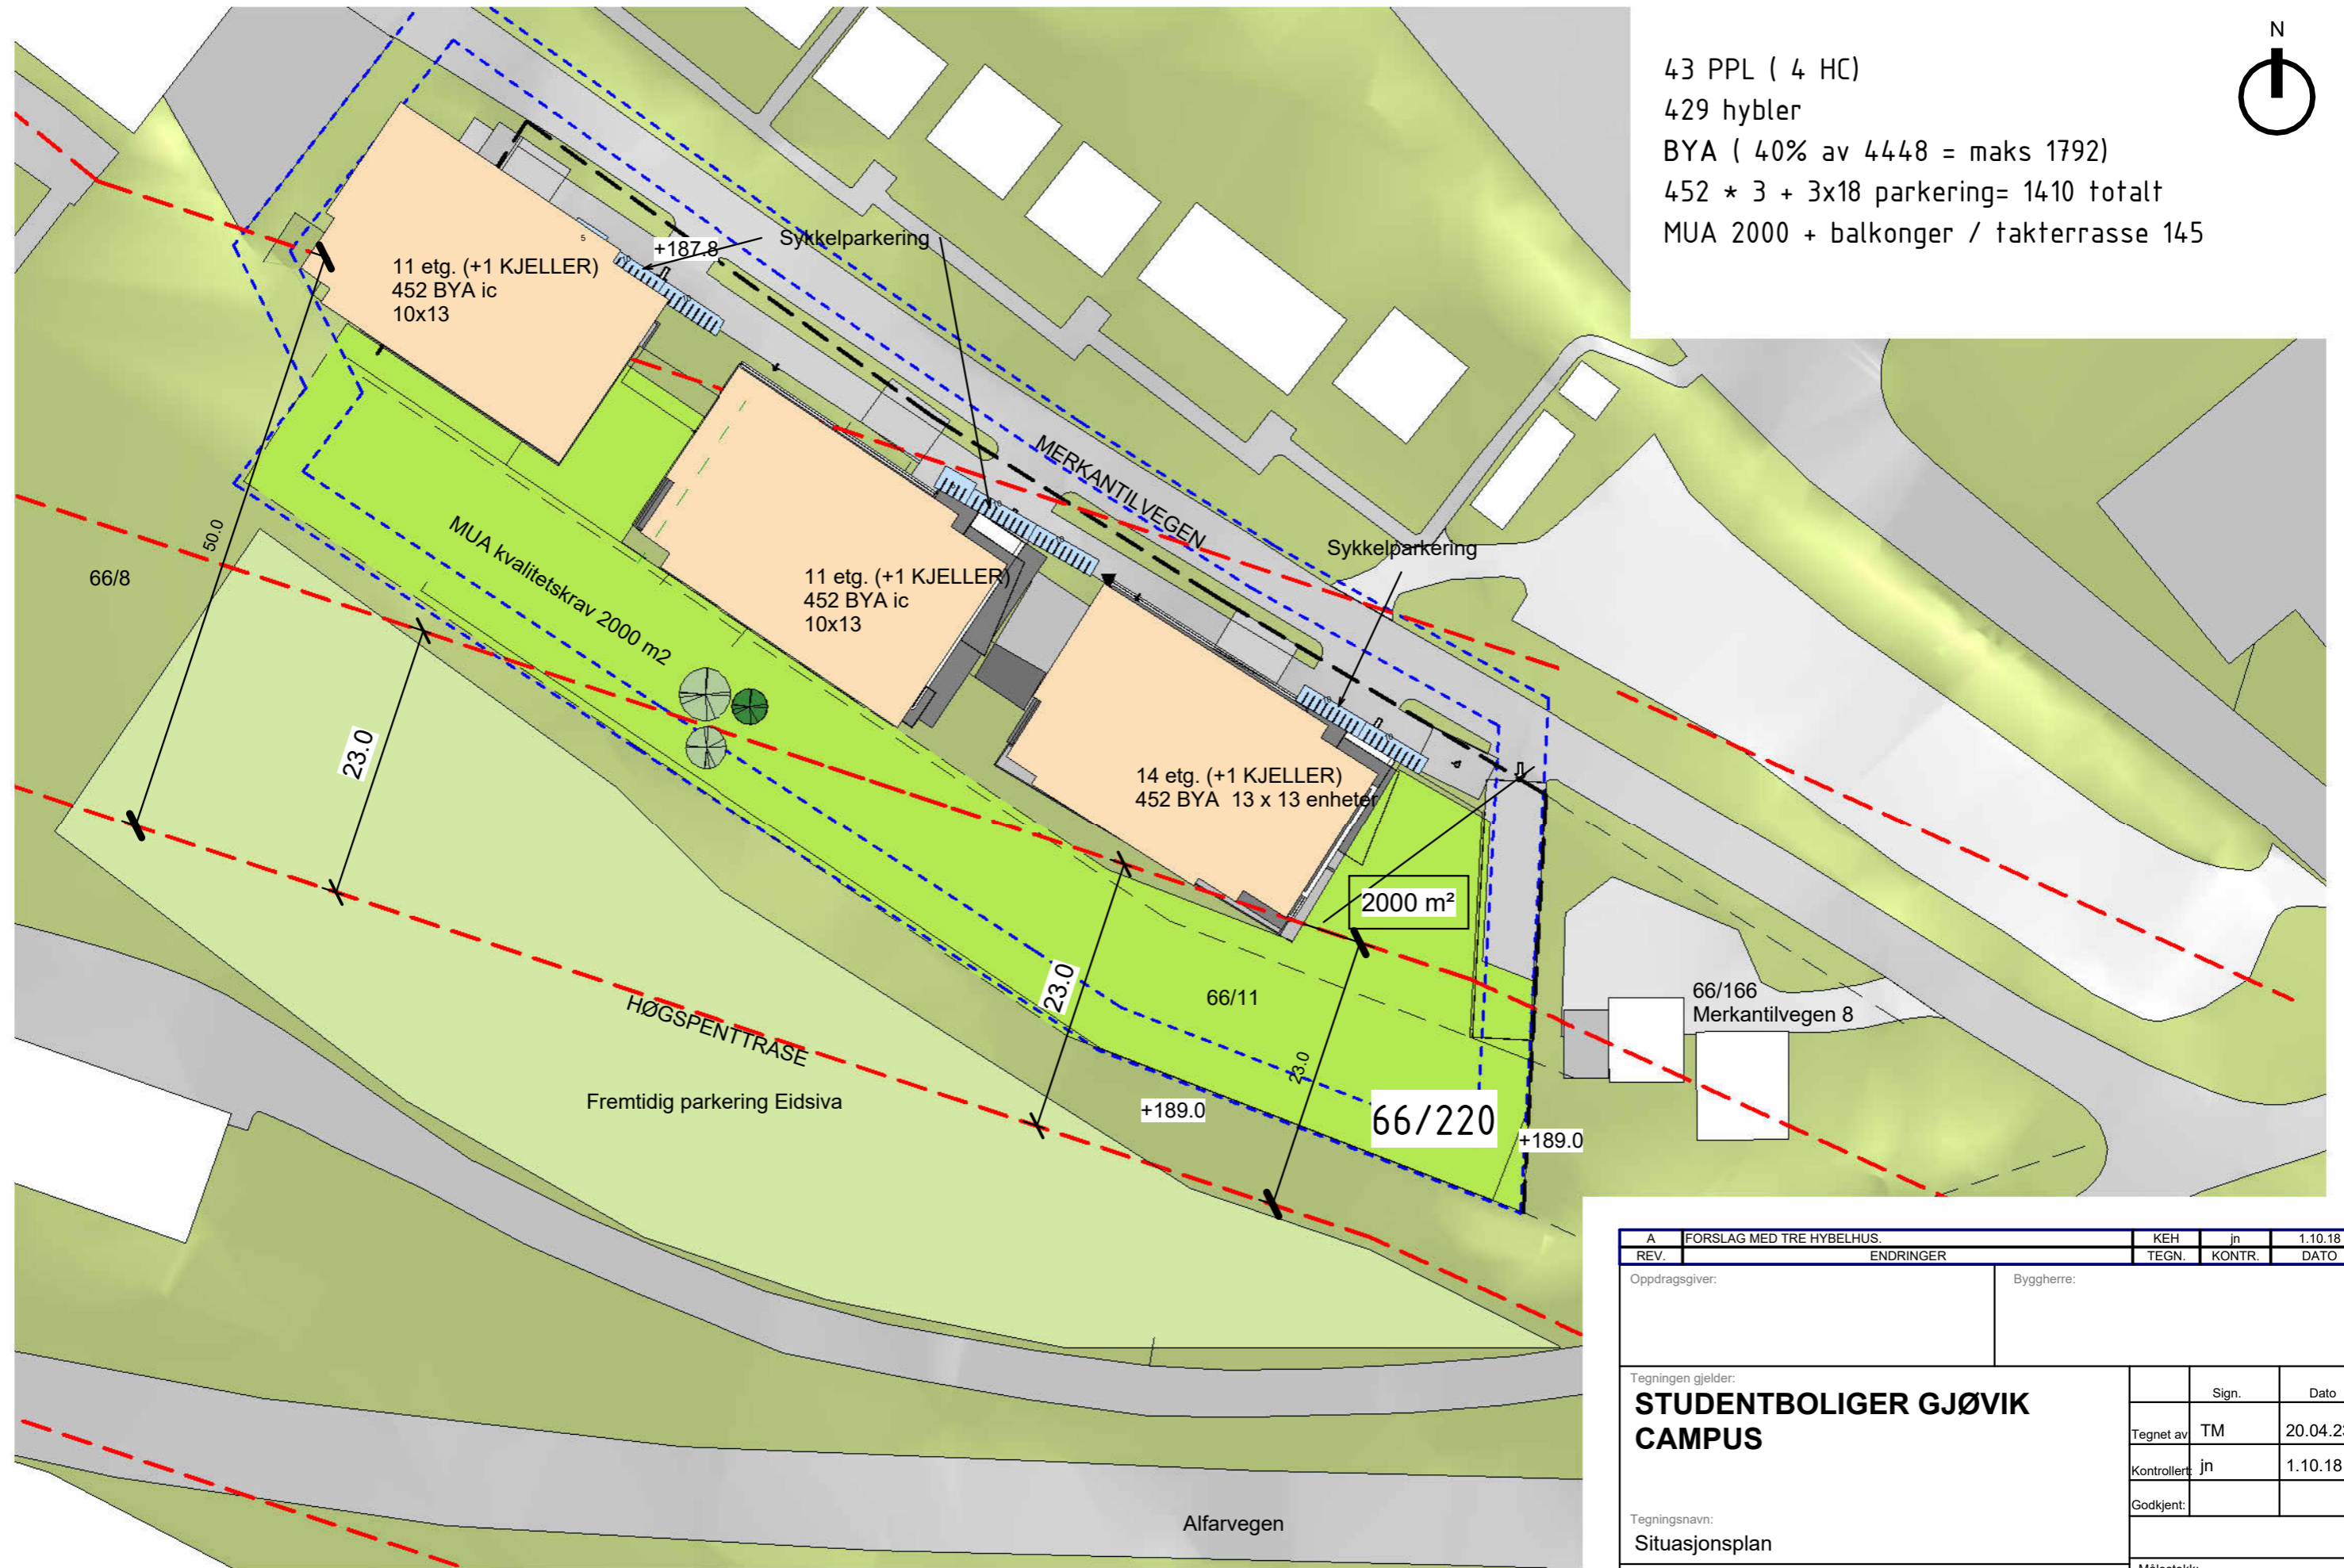 N
43 PPL ( 4 HC)
429 hybler
BYA ( 40% av 4448 = maks 1792)
452 * 3 + 3x18 parkering= 1410 totalt
MUA 2000 + balkonger / takterrasse 145
Sykkelparkering
+187.8
5
11 etg. (+1 KJELLER)
452 BYA ic
10x13
MERKANTILVEGEN
50.0
MUA kvalitetskrav 2000 m2
Sykkelparkering
66/8
11 etg. (+1 KJELLER)
452 BYA ic
10x13
23.0
14 etg. (+1 KJELLER)
452 BYA 13 x 13 enheter
2000 m²
23.0
66/11
66/166
Merkantilvegen 8
HØGSPENTTRASE
23.0
Fremtidig parkering Eidsiva
+189.0
66/220
+189.0
Alfarvegen
A FORSLAG MED TRE HYBELHUS. KEH jn 1.10.18
REV. ENDRINGER TEGN. KONTR. DATO
Oppdragsgiver: Byggherre:
Tegningen gjelder:
STUDENTBOLIGER GJØVIK
CAMPUS
Sign. Dato
Tegnet av TM 20.04.23
Kontrollert: jn 1.10.18
Godkjent:
Tegningsnavn:
Situasjonsplan